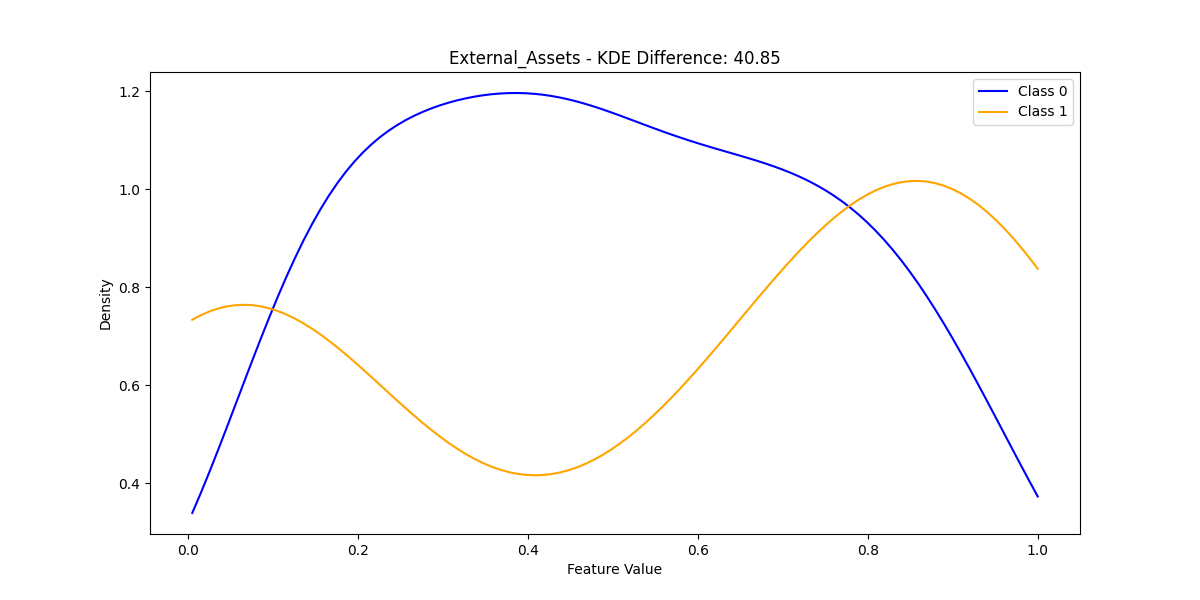 External_Assets - KDE Difference: 40.85
Class 0
Class 1
1.2
1.0
0.8
0.6
0.4
Density
0.0 0.2 0.4 0.6 0.8 1.0
Feature Value